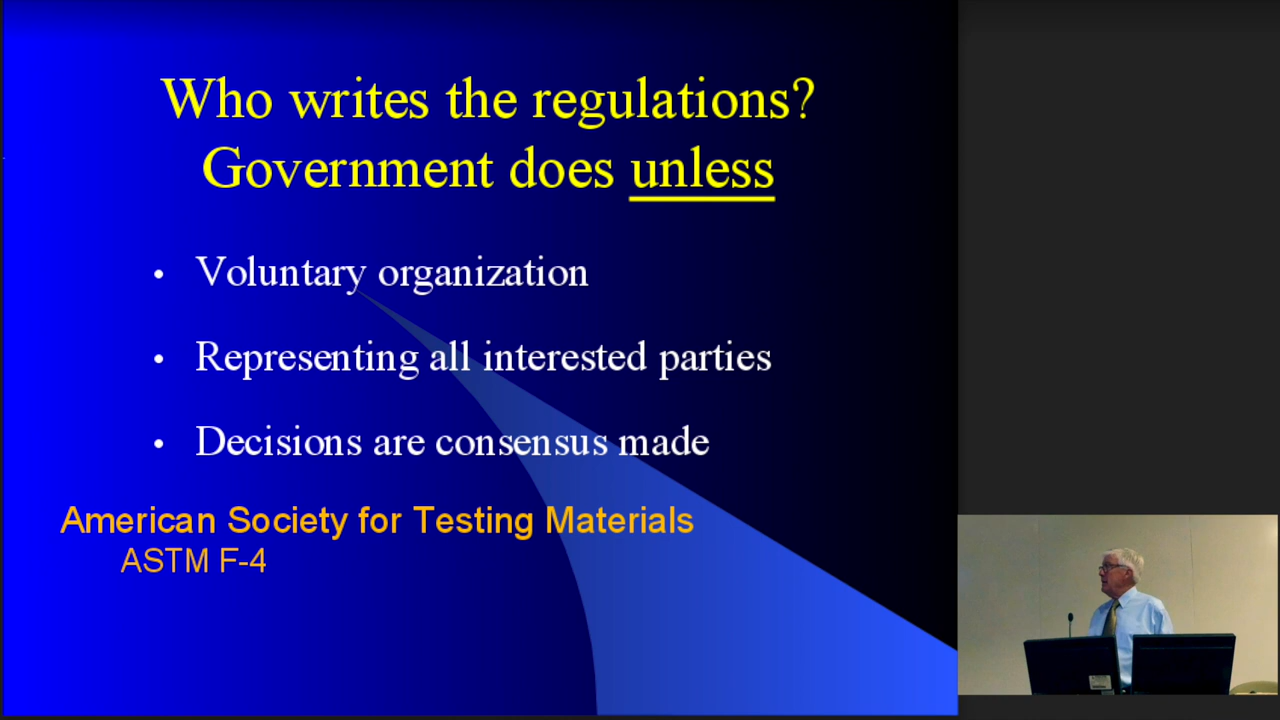 Who writes the regulations?
Government does unless
• Voluntary organization
• Representing all interested parties
• Decisions are consensus made
American Society for Testing Materials
ASTM F-4